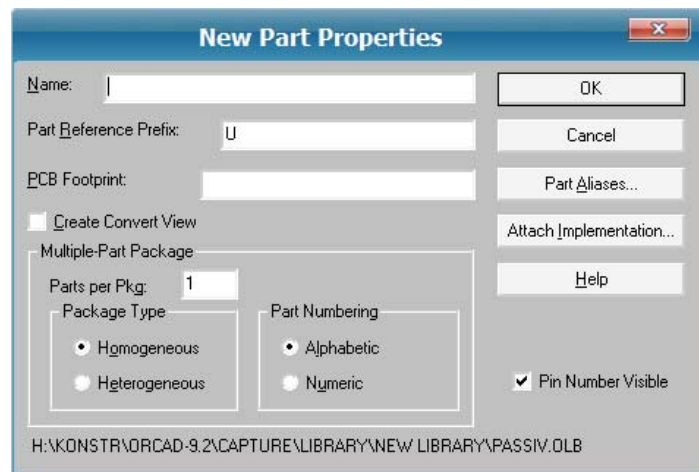 New Part Properties
Name:
OK
Part Reference Prefix:
U
Cancel
PCB Footprint:
Part Aliases...
Create Convert View
Attach Implementation...
Multiple-Part Package
Parts per Pkg:
1
Help
Package Type
Part Numbering
Homogeneous
Alphabetic
Heterogeneous
Numeric
Pin Number Visible
H:\KONSTR\ORCAD-9.2\CAPTURE\LIBRARY\NEW LIBRARY\PASSIV.OLB